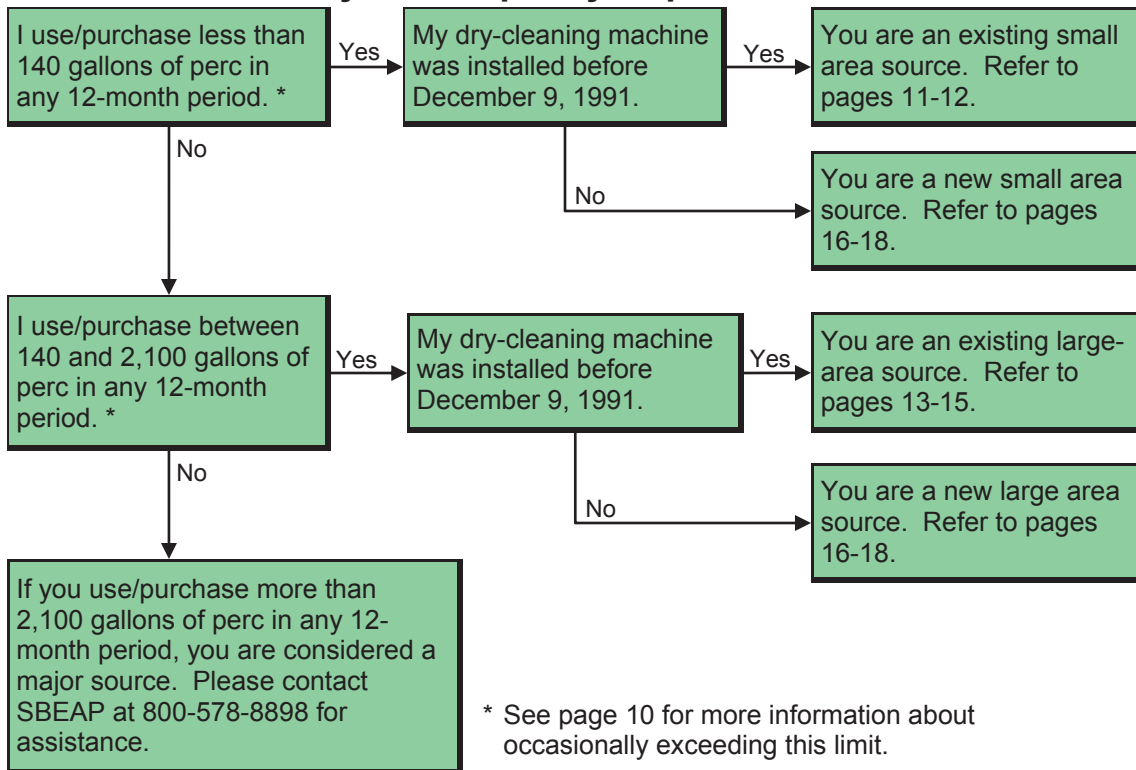 I use/purchase less than
140 gallons of perc in
any 12-month period. *
Yes
My dry-cleaning machine
was installed before
December 9, 1991.
Yes
You are an existing small
area source. Refer to
pages 11-12.
No
No
You are a new small area
source. Refer to pages
16-18.
I use/purchase between
140 and 2,100 gallons of
perc in any 12-month
period. *
Yes
My dry-cleaning machine
was installed before
December 9, 1991.
Yes
You are an existing large-
area source. Refer to
pages 13-15.
No
No
You are a new large area
source. Refer to pages
16-18.
If you use/purchase more than
2,100 gallons of perc in any 12-
month period, you are considered a
major source. Please contact
SBEAP at 800-578-8898 for
assistance.
* See page 10 for more information about
occasionally exceeding this limit.